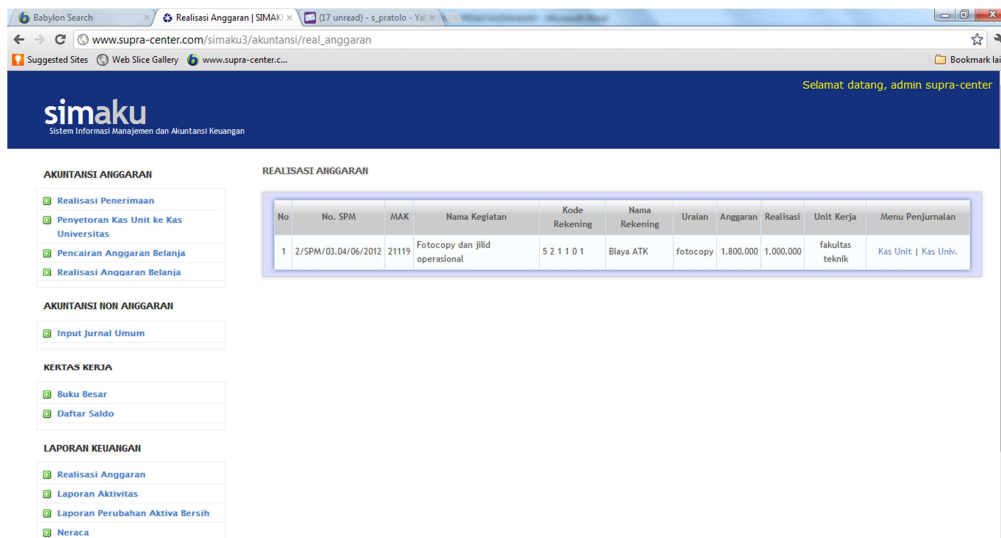 Babylon Search
Realisasi Anggaran | SIMAK
(17 unread) - s_pratolo - Ya
www.supra-center.com/simaku3/akuntansi/real_anggaran
Suggested Sites Web Slice Gallery www.supra-center.c... Bookmark lai
Selamat datang, admin supra-center
simaku
Sistem Informasi Manajemen dan Akuntansi Keuangan
AKUNTANSI ANGGARAN
Realisasi Penerimaan
Penyetoran Kas Unit ke Kas
Universitas
Pencairan Anggaran Belanja
Realisasi Anggaran Belanja
AKUNTANSI NON ANGGARAN
Input Jurnal Umum
KERTAS KERJA
Buku Besar
Daftar Saldo
LAPORAN KEUANGAN
Realisasi Anggaran
Laporan Aktivitas
Laporan Perubahan Aktiva Bersih
Neraca
REALISASI ANGGARAN
No No. SPM MAK Nama Kegiatan Kode Rekening Nama Rekening Uraian Anggaran Realisasi Unit Kerja Menu Penjurnalan
1 2/SPM/03.04/06/2012 21119 Fotocopy dan jilid operasional 5 2 1 1 0 1 Biaya ATK fotocopy 1.800.000 1.000.000 fakultas teknik Kas Unit | Kas Univ.